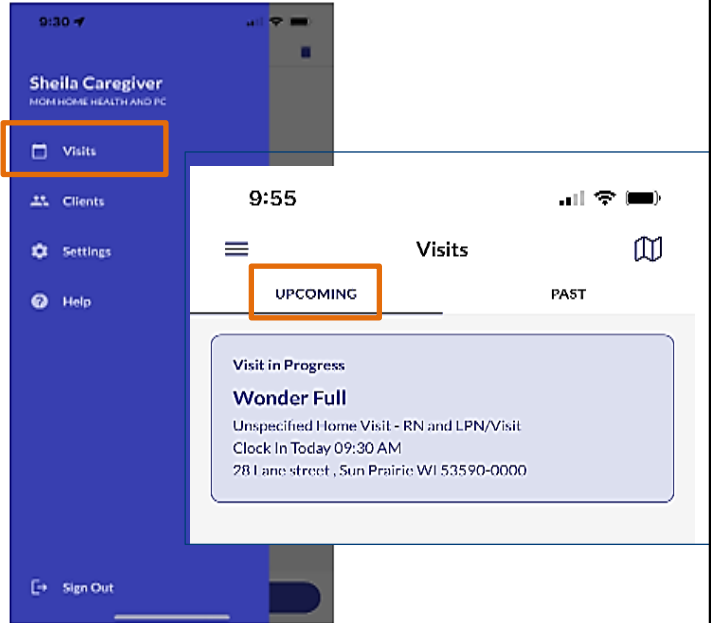 9:30
Sheila Caregiver
MOM HOME HEALTH AND PC
Visits
Clients
Settings
Help
Sign Out
9:55
Visits
UPCOMING PAST
Visit in Progress
Wonder Full
Unspecified Home Visit - RN and LPN/Visit
Clock In Today 09:30 AM
28 Lane street , Sun Prairie WI 53590-0000